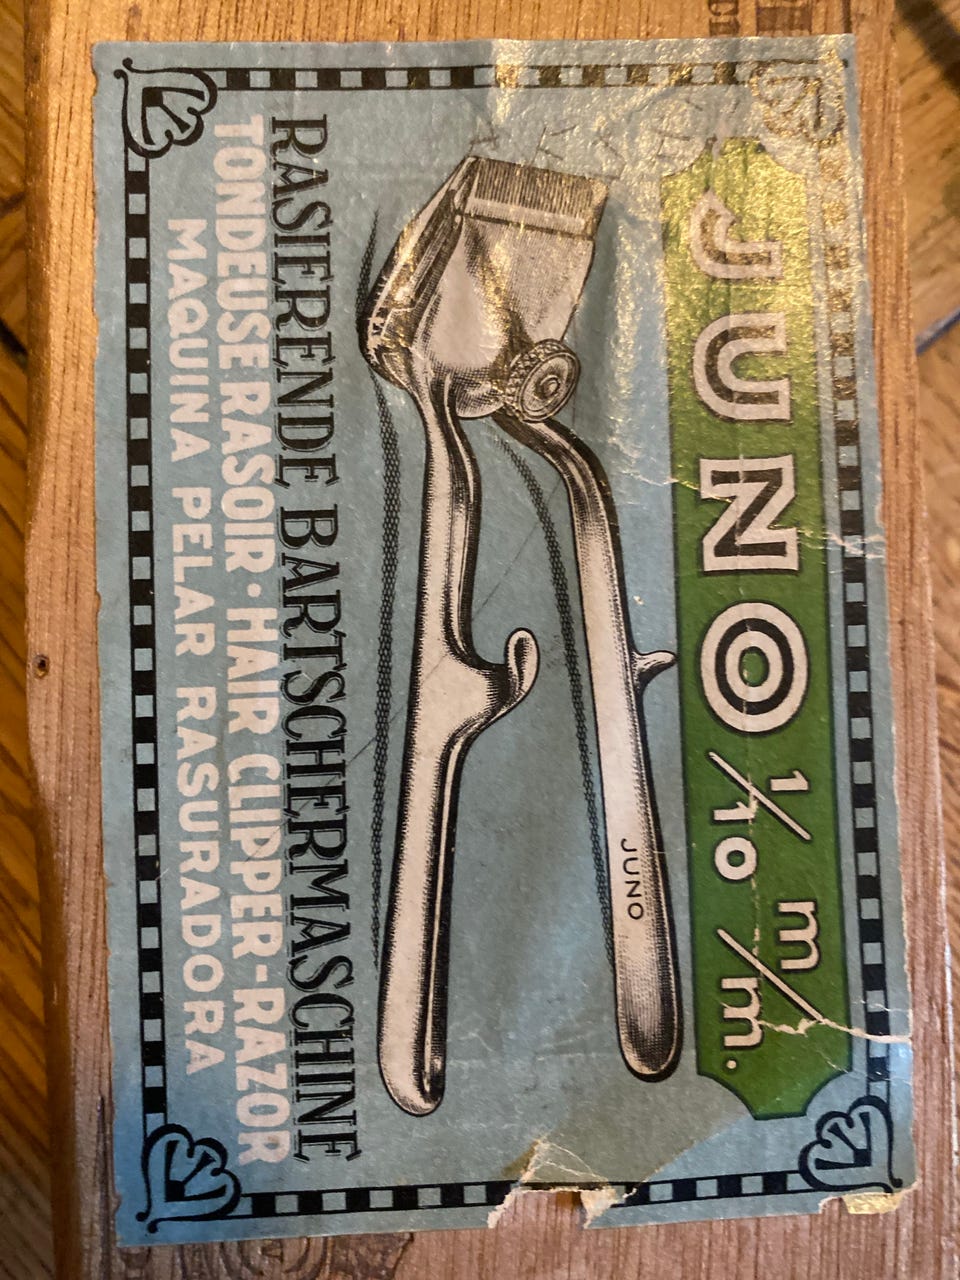 JUNO 1/10 m/m.
JUNO
RASIERENDE BARTSCHERMASCHINE
TONDEUSE RASOIR · HAIR CLIPPER-RAZOR
MAQUINA PELAR RASURADORA